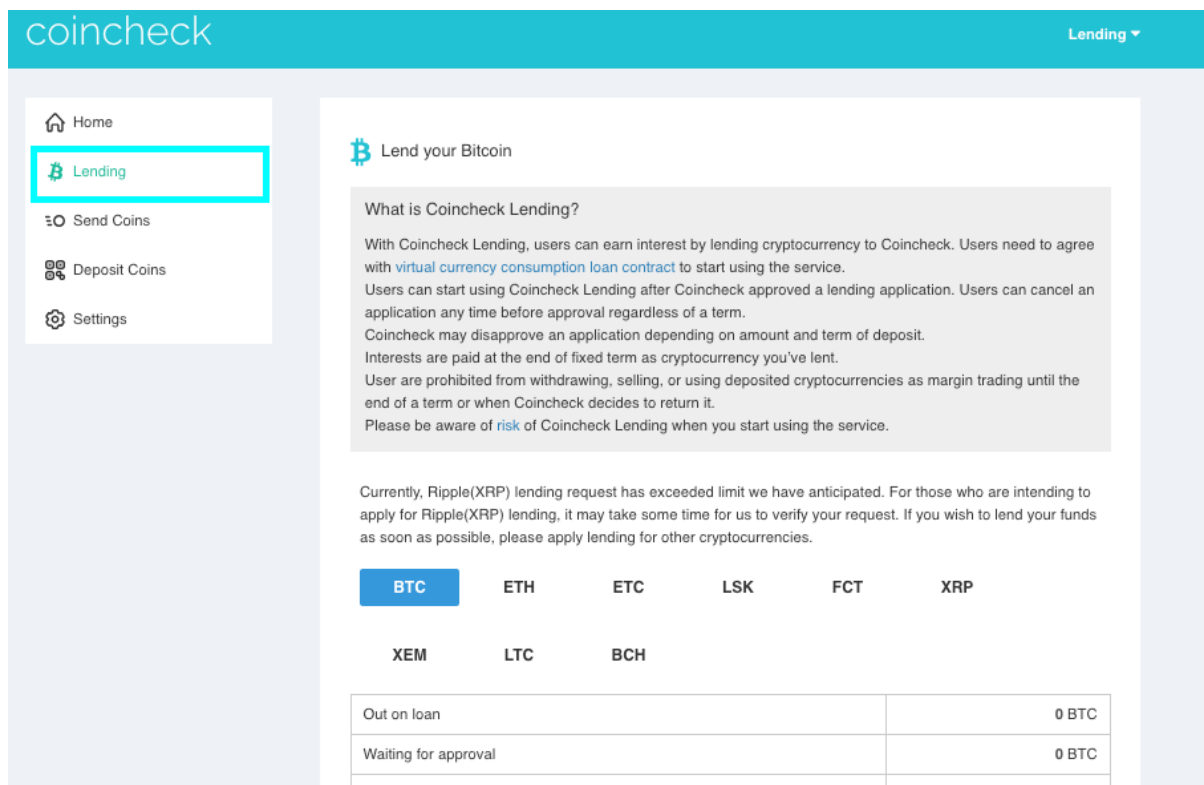 coincheck
Lending
Home
Lending
Send Coins
Deposit Coins
Settings
Lend your Bitcoin
What is Coincheck Lending?
With Coincheck Lending, users can earn interest by lending cryptocurrency to Coincheck. Users need to agree
with virtual currency consumption loan contract to start using the service.
Users can start using Coincheck Lending after Coincheck approved a lending application. Users can cancel an
application any time before approval regardless of a term.
Coincheck may disapprove an application depending on amount and term of deposit.
Interests are paid at the end of fixed term as cryptocurrency you've lent.
User are prohibited from withdrawing, selling, or using deposited cryptocurrencies as margin trading until the
end of a term or when Coincheck decides to return it.
Please be aware of risk of Coincheck Lending when you start using the service.
Currently, Ripple(XRP) lending request has exceeded limit we have anticipated. For those who are intending to
apply for Ripple(XRP) lending, it may take some time for us to verify your request. If you wish to lend your funds
as soon as possible, please apply lending for other cryptocurrencies.
BTC ETH ETC LSK FCT XRP
XEM LTC BCH
Out on loan 0 BTC
Waiting for approval 0 BTC